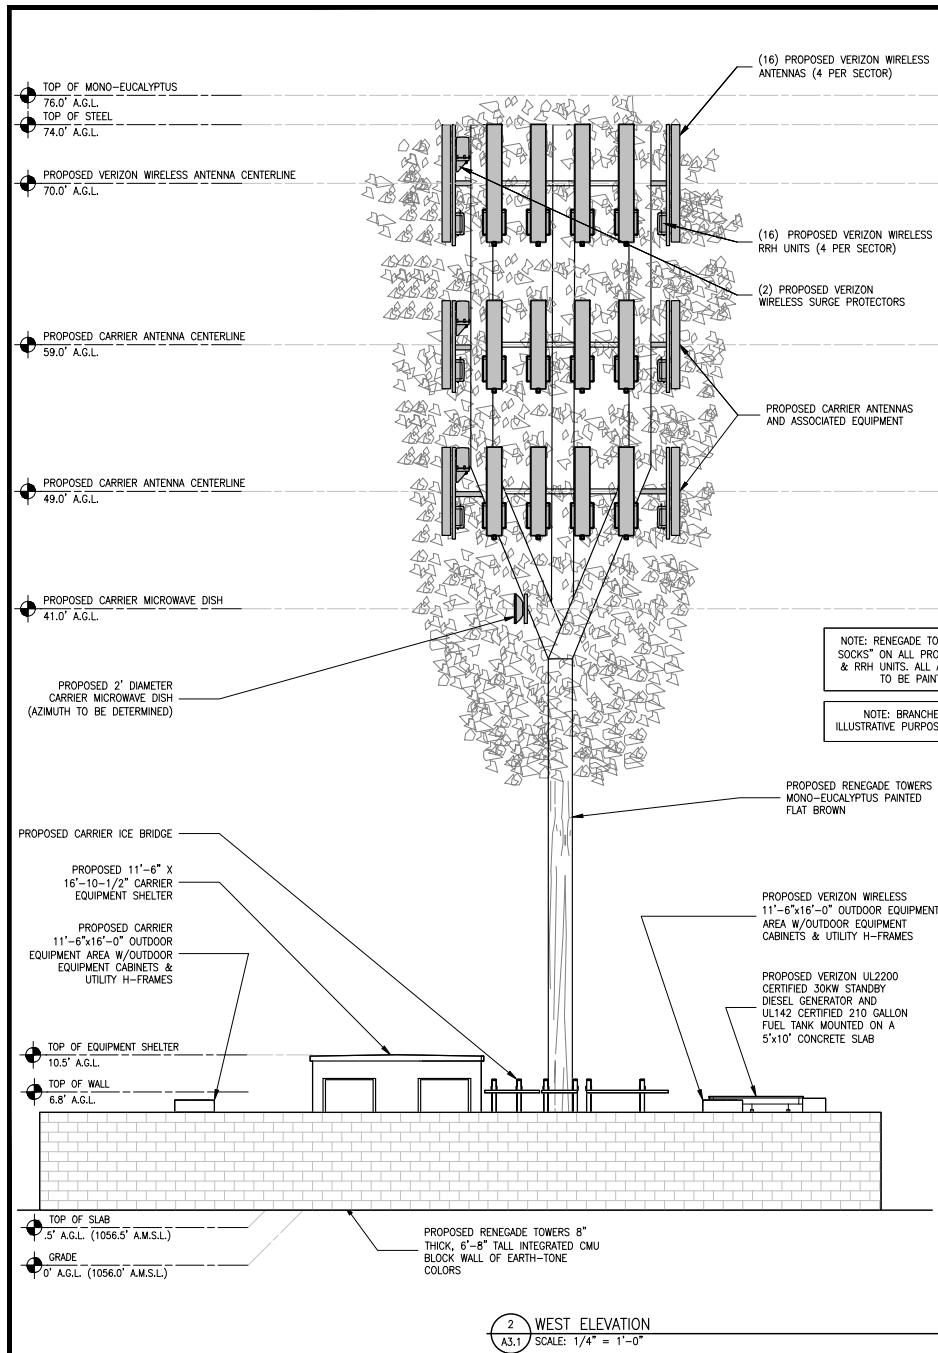 (16) PROPOSED VERIZON WIRELESS
ANTENNAS (4 PER SECTOR)
TOP OF MONO-EUCALYPTUS
76.0' A.G.L.
TOP OF STEEL
74.0' A.G.L.
PROPOSED VERIZON WIRELESS ANTENNA CENTERLINE
70.0' A.G.L.
(16) PROPOSED VERIZON WIRELESS
RRH UNITS (4 PER SECTOR)
(2) PROPOSED VERIZON
WIRELESS SURGE PROTECTORS
PROPOSED CARRIER ANTENNA CENTERLINE
59.0' A.G.L.
PROPOSED CARRIER ANTENNAS
AND ASSOCIATED EQUIPMENT
PROPOSED CARRIER ANTENNA CENTERLINE
49.0' A.G.L.
PROPOSED CARRIER MICROWAVE DISH
41.0' A.G.L.
NOTE: RENEGADE TO
SOCKS" ON ALL PRO
& RRH UNITS. ALL A
TO BE PAIN
PROPOSED 2' DIAMETER
CARRIER MICROWAVE DISH
(AZIMUTH TO BE DETERMINED)
NOTE: BRANCHE
ILLUSTRATIVE PURPOS
PROPOSED RENEGADE TOWERS
MONO-EUCALYPTUS PAINTED
FLAT BROWN
PROPOSED CARRIER ICE BRIDGE
PROPOSED 11'-6" X
16'-10-1/2" CARRIER
EQUIPMENT SHELTER
PROPOSED CARRIER
11'-6"x16'-0" OUTDOOR
EQUIPMENT AREA W/OUTDOOR
EQUIPMENT CABINETS &
UTILITY H-FRAMES
PROPOSED VERIZON WIRELESS
11'-6"x16'-0" OUTDOOR EQUIPMENT
AREA W/OUTDOOR EQUIPMENT
CABINETS & UTILITY H-FRAMES
PROPOSED VERIZON UL2200
CERTIFIED 30KW STANDBY
DIESEL GENERATOR AND
UL142 CERTIFIED 210 GALLON
FUEL TANK MOUNTED ON A
5'x10' CONCRETE SLAB
TOP OF EQUIPMENT SHELTER
10.5' A.G.L.
TOP OF WALL
6.8' A.G.L.
TOP OF SLAB
.5' A.G.L. (1056.5' A.M.S.L.)
GRADE
0' A.G.L. (1056.0' A.M.S.L.)
PROPOSED RENEGADE TOWERS 8"
THICK, 6'-8" TALL INTEGRATED CMU
BLOCK WALL OF EARTH-TONE
COLORS
2
A3.1
WEST ELEVATION
SCALE: 1/4" = 1'-0"